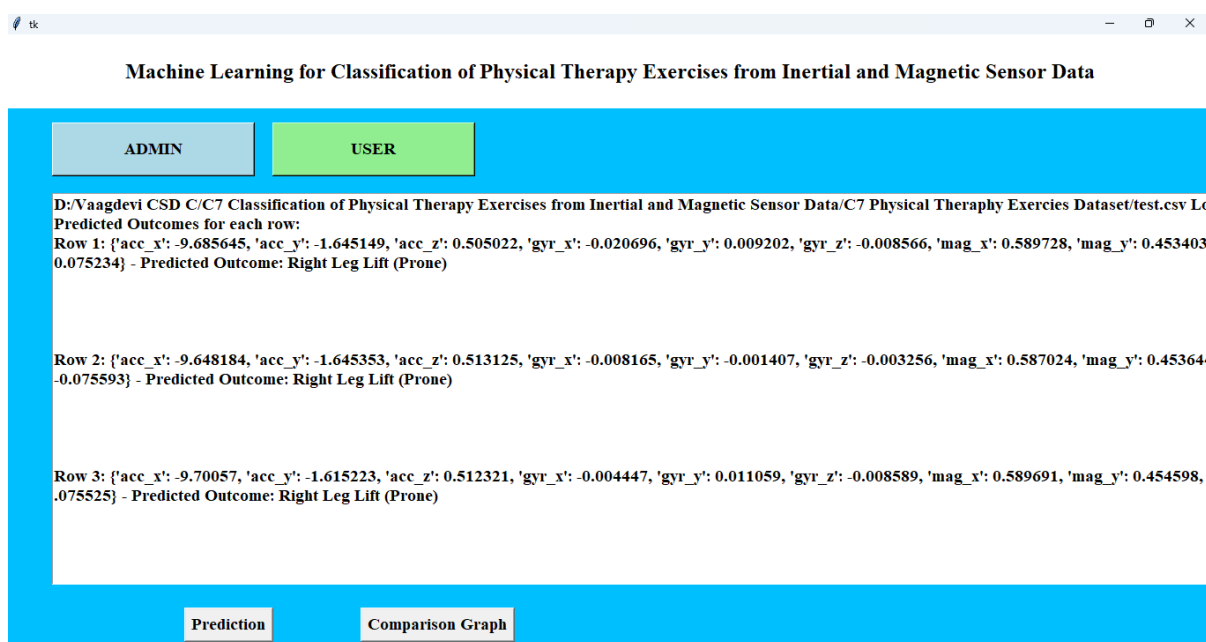 tk
Machine Learning for Classification of Physical Therapy Exercises from Inertial and Magnetic Sensor Data
ADMIN USER
D:/Vaagdevi CSD C/C7 Classification of Physical Therapy Exercises from Inertial and Magnetic Sensor Data/C7 Physical Theraphy Exercies Dataset/test.csv Lo
Predicted Outcomes for each row:
Row 1: {'acc_x': -9.685645, 'acc_y': -1.645149, 'acc_z': 0.505022, 'gyr_x': -0.020696, 'gyr_y': 0.009202, 'gyr_z': -0.008566, 'mag_x': 0.589728, 'mag_y': 0.453403
0.075234} - Predicted Outcome: Right Leg Lift (Prone)
Row 2: {'acc_x': -9.648184, 'acc_y': -1.645353, 'acc_z': 0.513125, 'gyr_x': -0.008165, 'gyr_y': -0.001407, 'gyr_z': -0.003256, 'mag_x': 0.587024, 'mag_y': 0.453644
-0.075593} - Predicted Outcome: Right Leg Lift (Prone)
Row 3: {'acc_x': -9.70057, 'acc_y': -1.615223, 'acc_z': 0.512321, 'gyr_x': -0.004447, 'gyr_y': 0.011059, 'gyr_z': -0.008589, 'mag_x': 0.589691, 'mag_y': 0.454598,
.075525} - Predicted Outcome: Right Leg Lift (Prone)
Prediction Comparison Graph